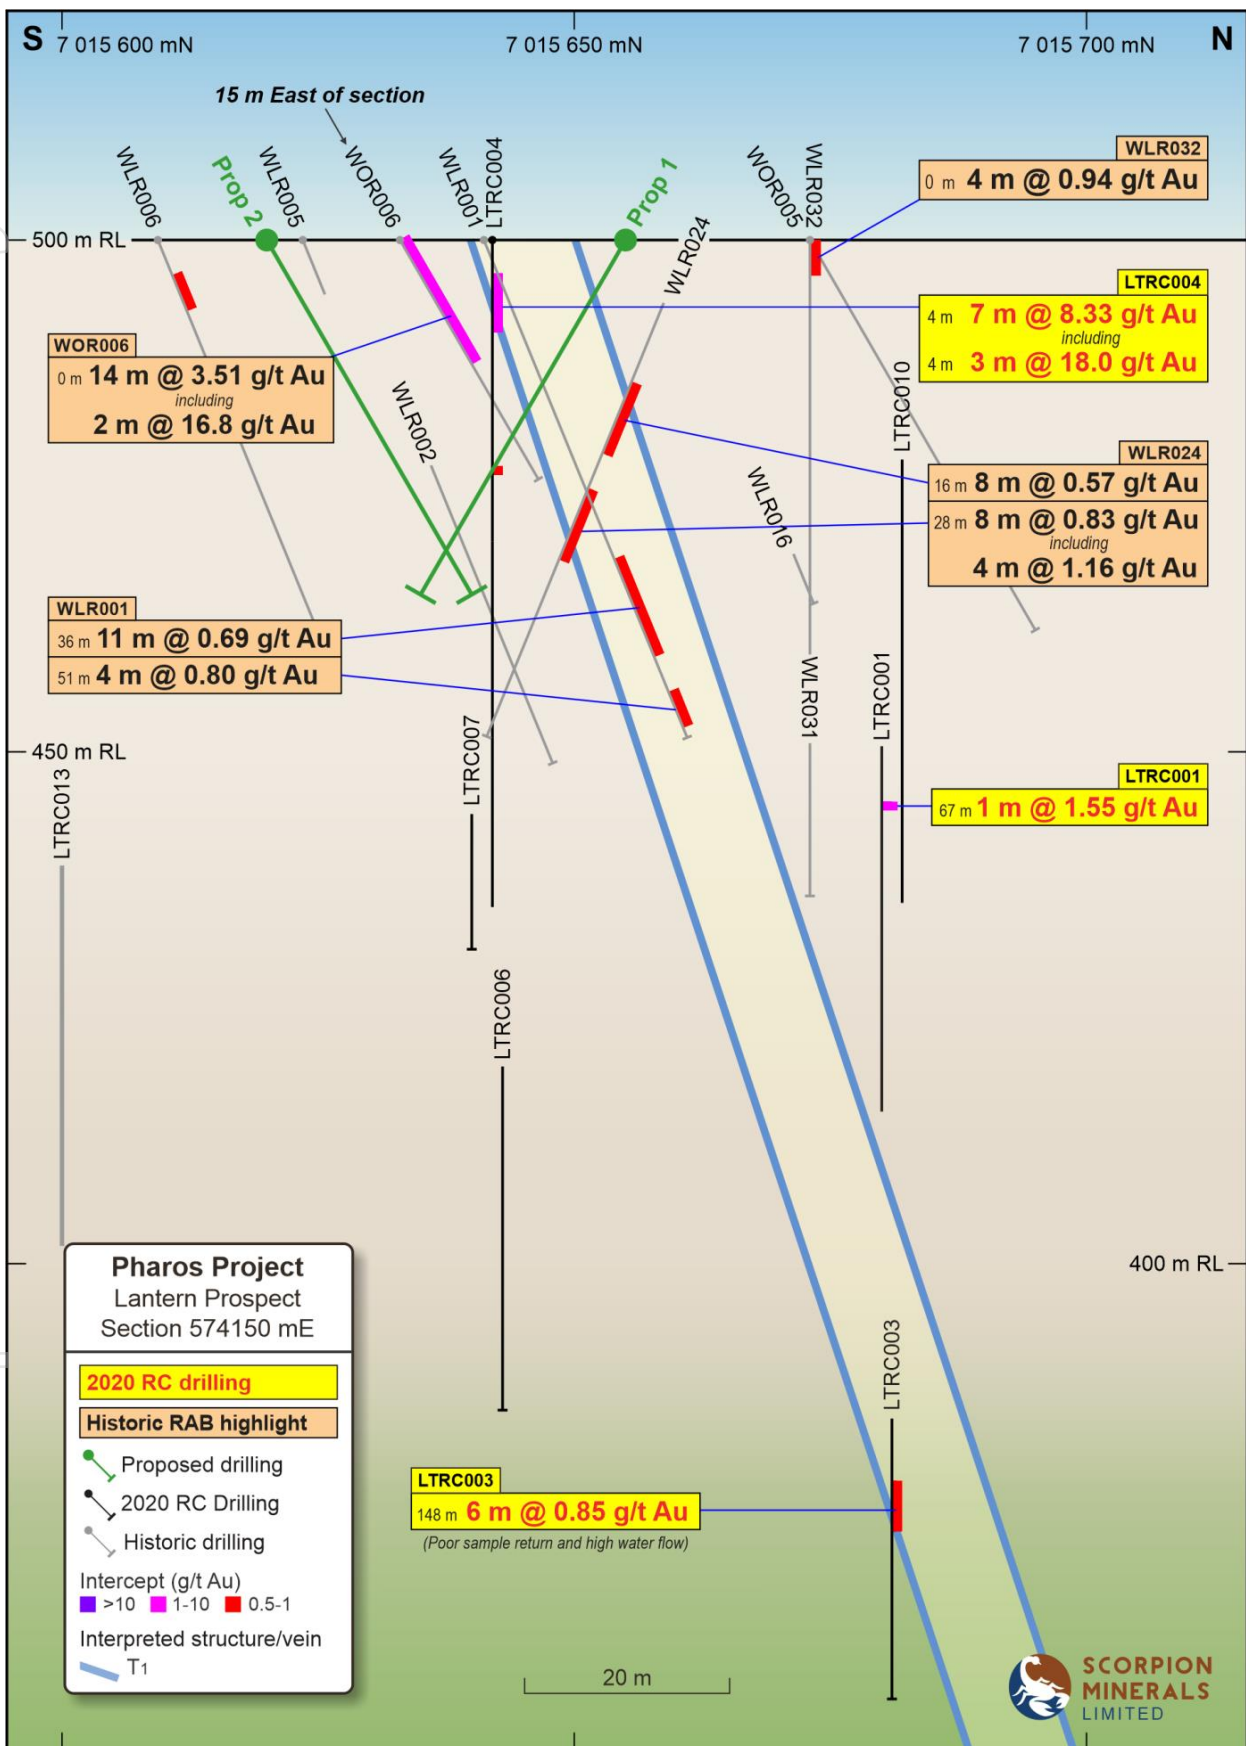 S
7 015 600 mN
7 015 650 mN
7 015 700 mN
N
15 m East of section
WLR006
Prop 2
WLR005
WOR006
WLR001
LTRC004
Prop 1
WLR024
WOR005
WLR032
WLR032
0 m 4 m @ 0.94 g/t Au
500 m RL
LTRC004
4 m 7 m @ 8.33 g/t Au
including
4 m 3 m @ 18.0 g/t Au
WOR006
0 m 14 m @ 3.51 g/t Au
including
2 m @ 16.8 g/t Au
WLR002
LTRC010
WLR016
WLR024
16 m 8 m @ 0.57 g/t Au
28 m 8 m @ 0.83 g/t Au
including
4 m @ 1.16 g/t Au
WLR001
36 m 11 m @ 0.69 g/t Au
51 m 4 m @ 0.80 g/t Au
WLR031
LTRC001
LTRC007
450 m RL
LTRC013
LTRC001
67 m 1 m @ 1.55 g/t Au
LTRC006
400 m RL
LTRC003
LTRC003
148 m 6 m @ 0.85 g/t Au
(Poor sample return and high water flow)
Pharos Project
Lantern Prospect
Section 574150 mE
2020 RC drilling
Historic RAB highlight
Proposed drilling
2020 RC Drilling
Historic drilling
Intercept (g/t Au)
>10 1-10 0.5-1
Interpreted structure/vein
T1
20 m
SCORPION
MINERALS
LIMITED